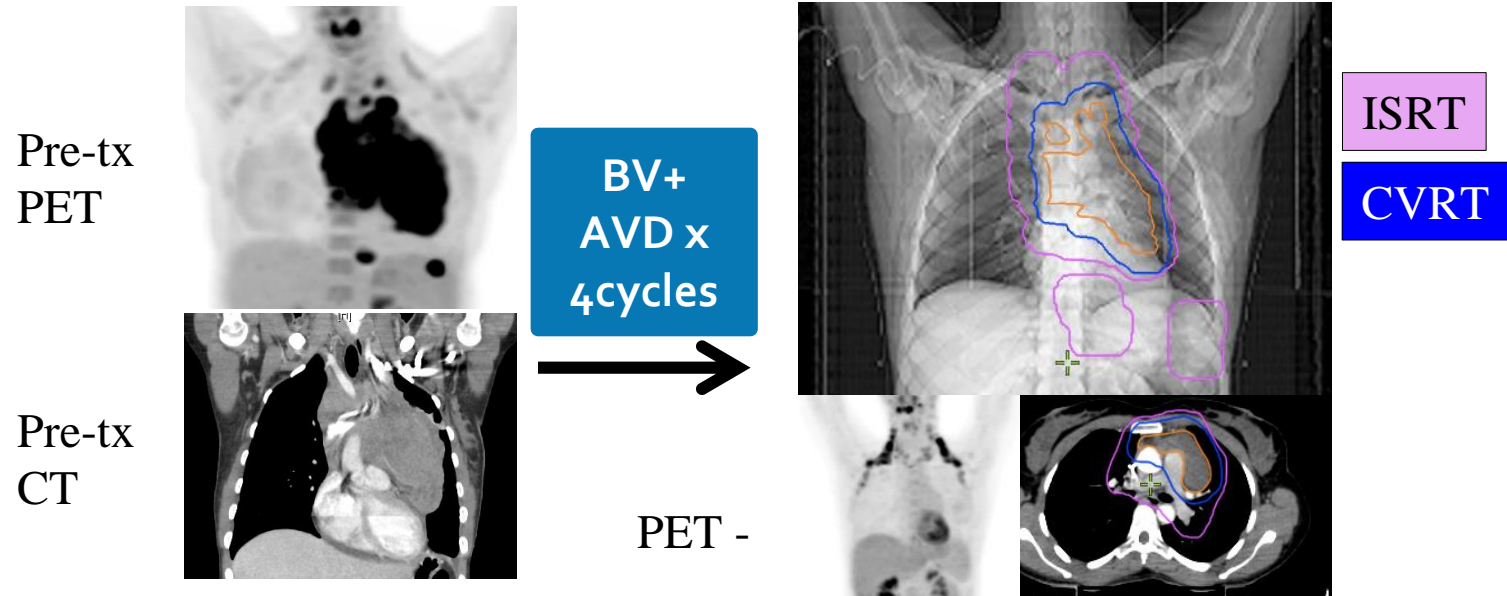 Pre-tx
PET
BV+
AVD x
4cycles
ISRT
CVRT
Pre-tx
CT
PET -